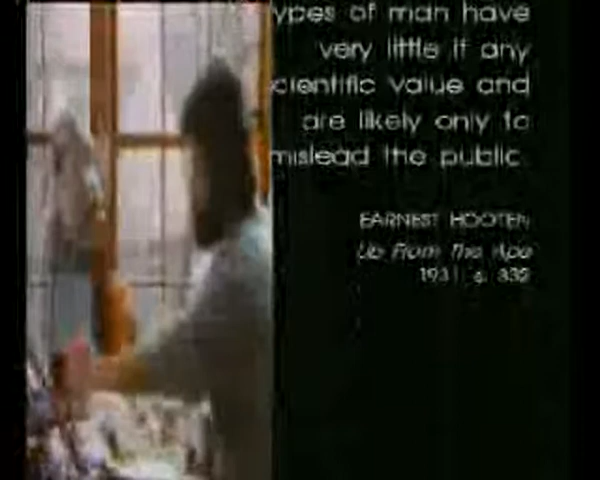 ypes of man have
very little if any
cientific value and
are likely only to
mislead the public.
EARNEST HOOTEN
Up From The Ape
1931 p. 332